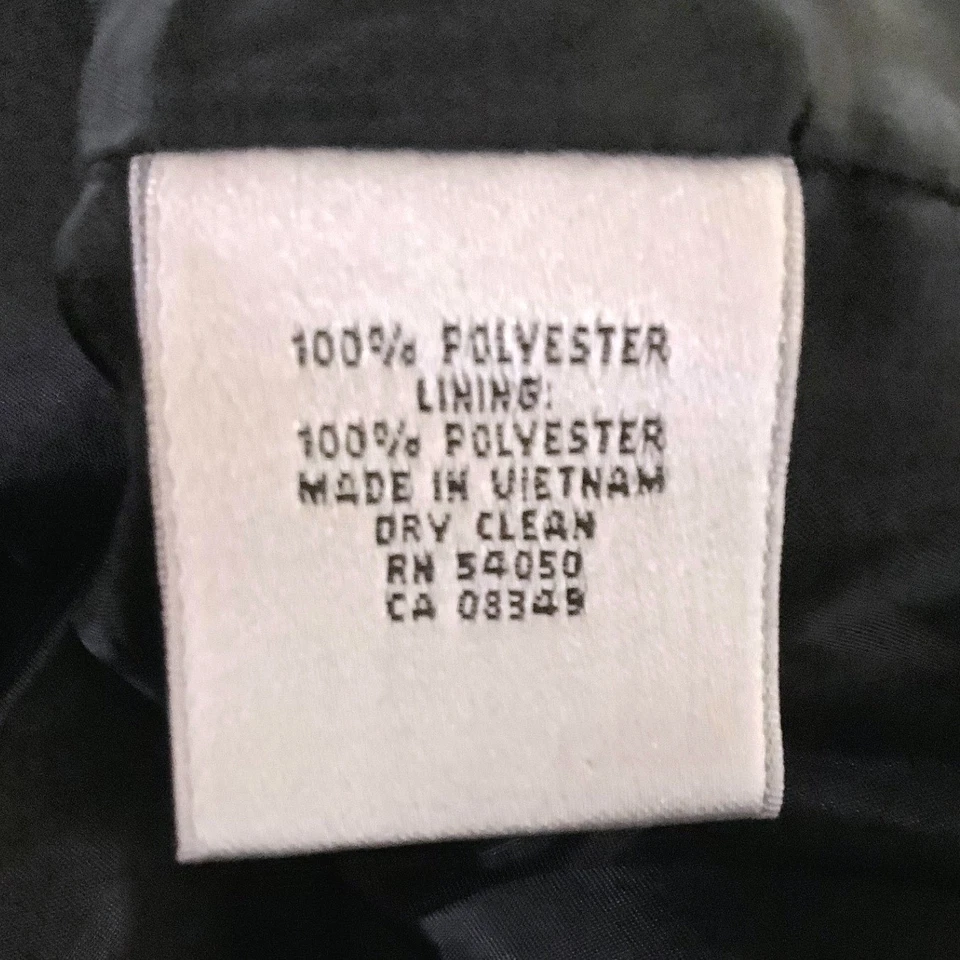 100% POLYESTER
LINING:
100% POLYESTER
MADE IN VIETNAM
DRY CLEAN
RN 54050
CA 08349